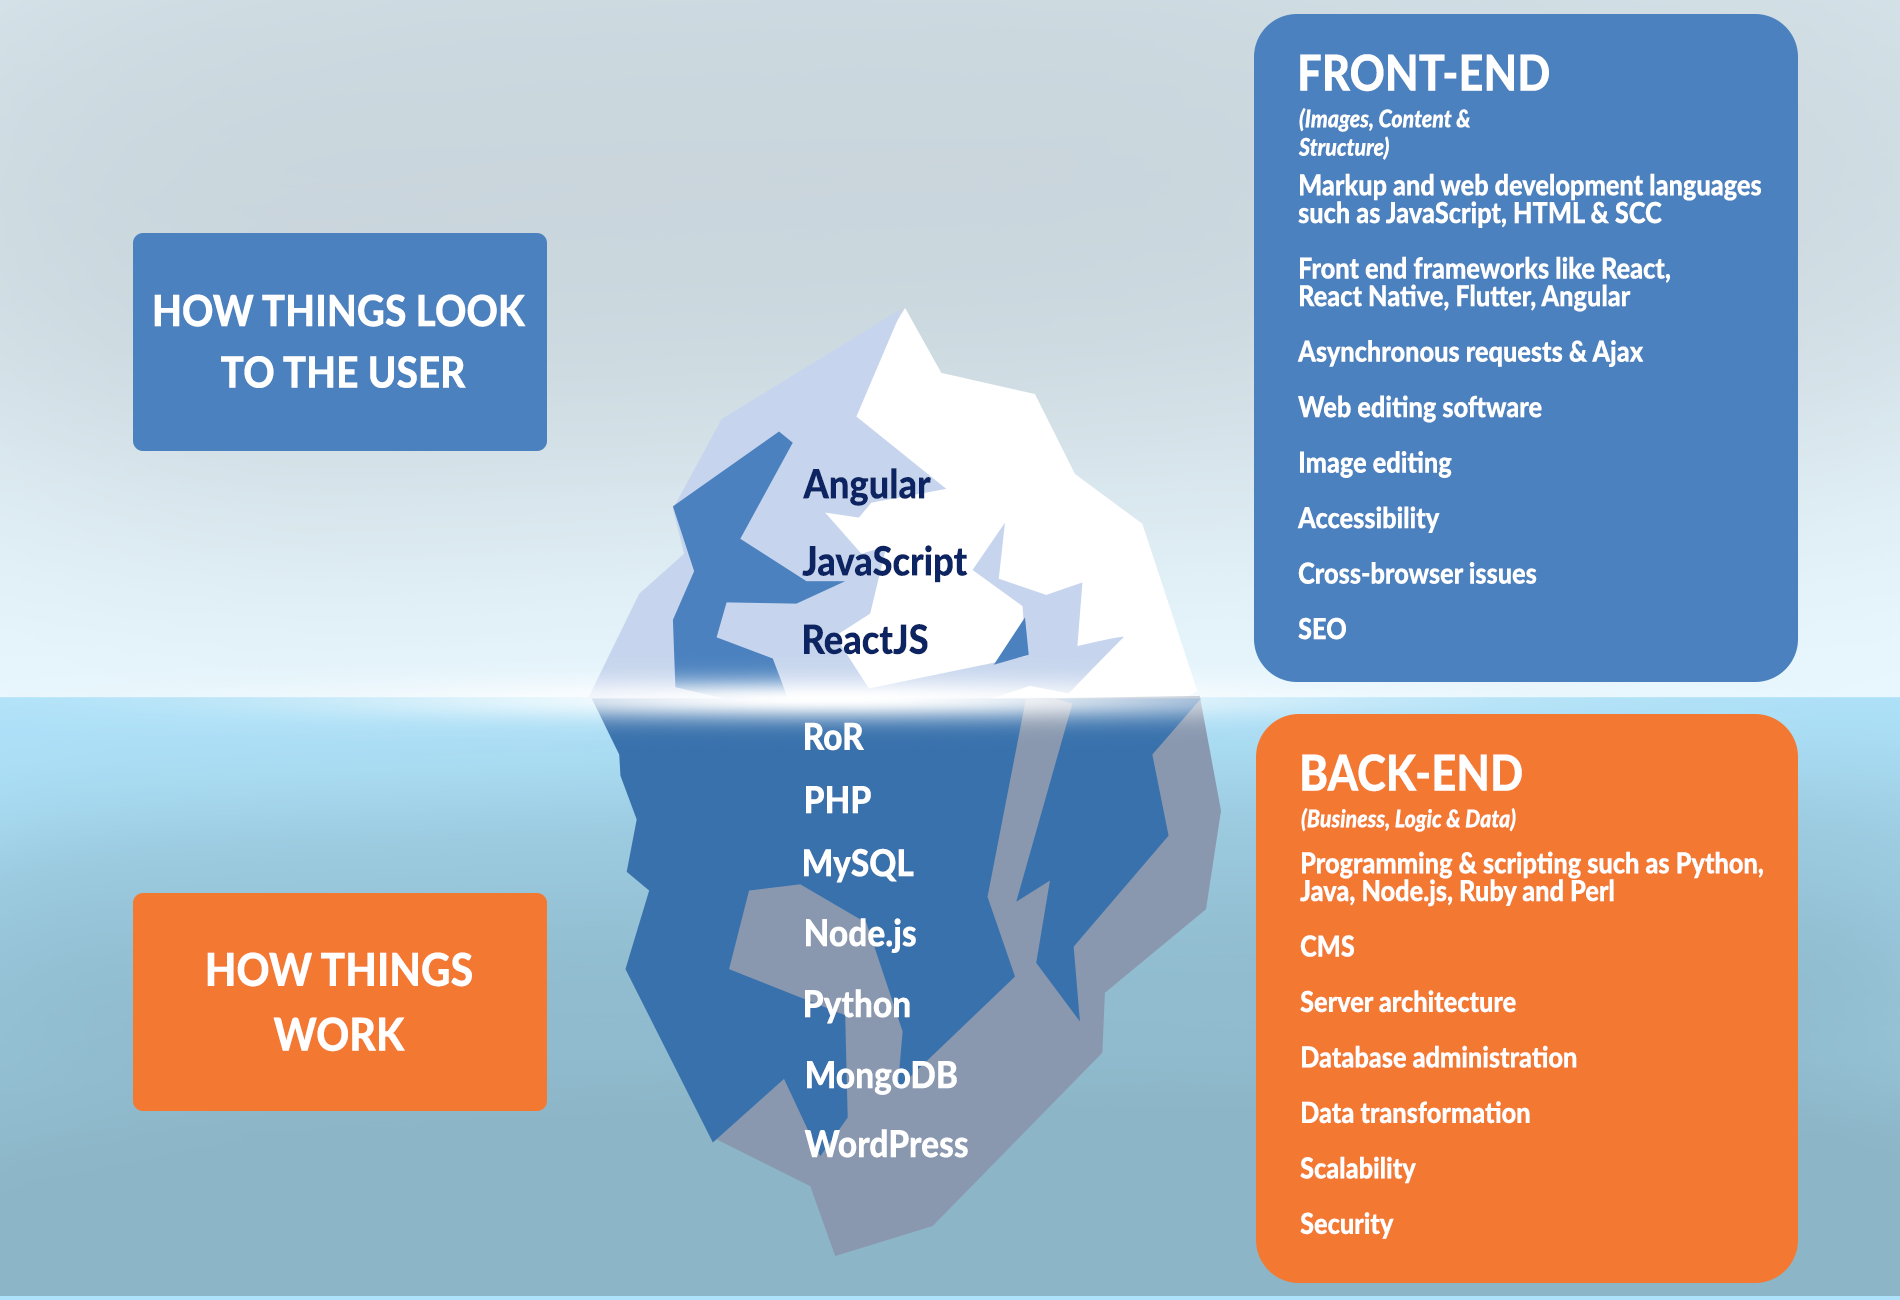 HOW THINGS LOOK
TO THE USER
Angular
JavaScript
ReactJS
FRONT-END
(Images, Content &
Structure)
Markup and web development languages
such as JavaScript, HTML & SCC
Front end frameworks like React,
React Native, Flutter, Angular
Asynchronous requests & Ajax
Web editing software
Image editing
Accessibility
Cross-browser issues
SEO
HOW THINGS
WORK
RoR
PHP
MySQL
Node.js
Python
MongoDB
WordPress
BACK-END
(Business, Logic & Data)
Programming & scripting such as Python,
Java, Node.js, Ruby and Perl
CMS
Server architecture
Database administration
Data transformation
Scalability
Security